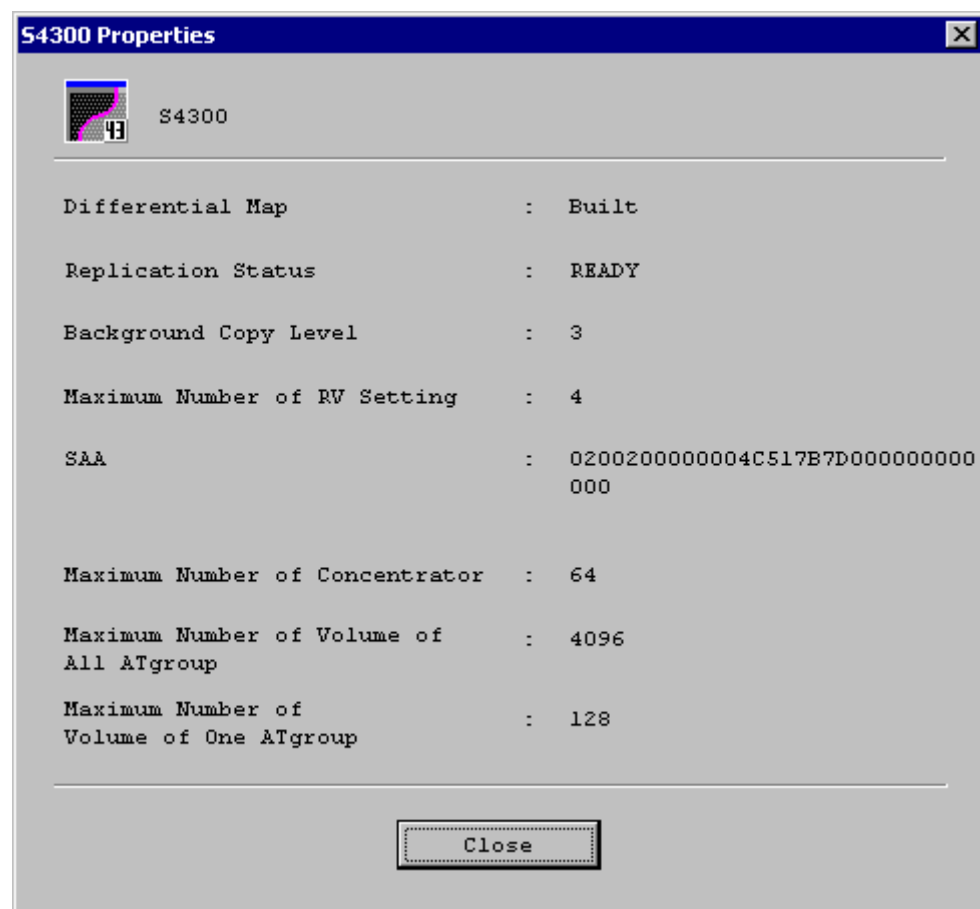 S4300 Properties
43
S4300
Differential Map : Built
Replication Status : READY
Background Copy Level : 3
Maximum Number of RV Setting : 4
SAA : 0200200000004C517B7D000000000
000
Maximum Number of Concentrator : 64
Maximum Number of Volume of
All ATgroup : 4096
Maximum Number of
Volume of One ATgroup : 128
Close